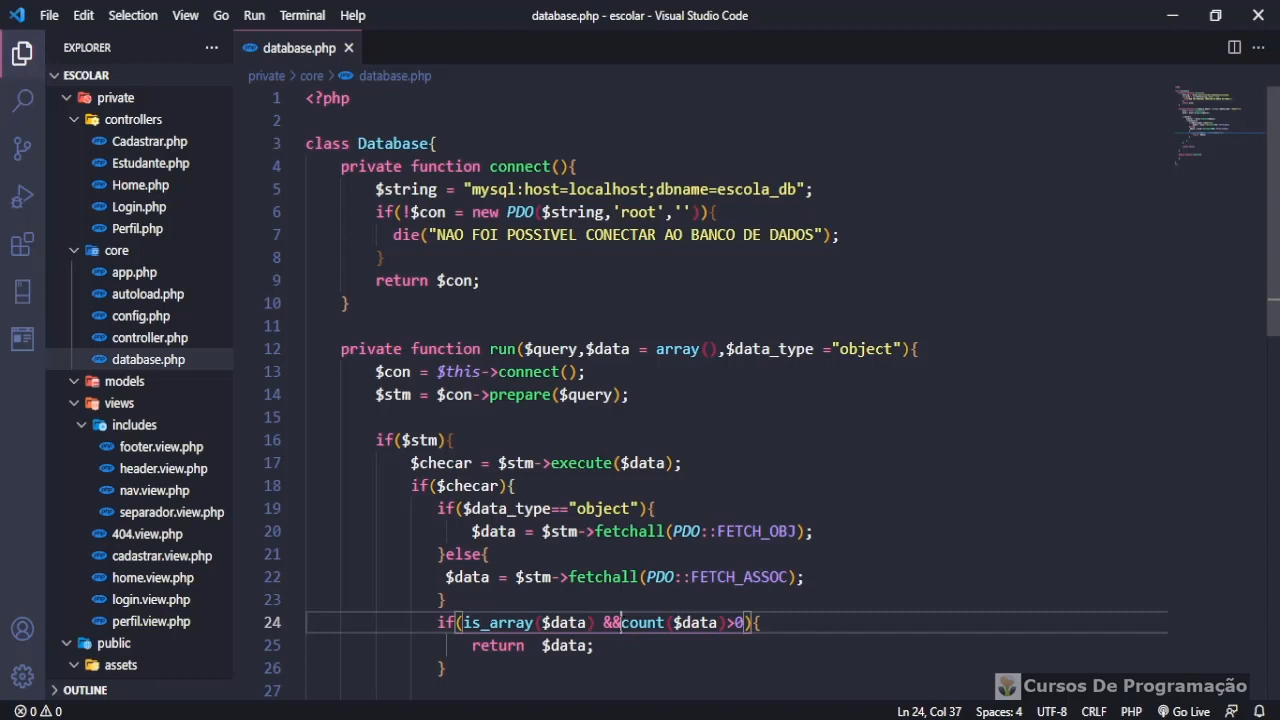 File Edit Selection View Go Run Terminal Help
database.php - escolar - Visual Studio Code
EXPLORER
ESCOLAR
private
controllers
Cadastrar.php
Estudante.php
Home.php
Login.php
Perfil.php
core
app.php
autoload.php
config.php
controller.php
database.php
models
views
includes
footer.view.php
header.view.php
nav.view.php
separador.view.php
404.view.php
cadastrar.view.php
home.view.php
login.view.php
perfil.view.php
public
assets
OUTLINE
database.php
private > core > database.php
1 <?php
2
3 class Database{
4 private function connect(){
5 $string = "mysql:host=localhost;dbname=escola_db";
6 if(!$con = new PDO($string,'root','')){
7 die("NAO FOI POSSIVEL CONECTAR AO BANCO DE DADOS");
8 }
9 return $con;
10 }
11
12 private function run($query,$data = array(),$data_type ="object"){
13 $con = $this->connect();
14 $stm = $con->prepare($query);
15
16 if($stm){
17 $checar = $stm->execute($data);
18 if($checar){
19 if($data_type=="object"){
20 $data = $stm->fetchall(PDO::FETCH_OBJ);
21 }else{
22 $data = $stm->fetchall(PDO::FETCH_ASSOC);
23 }
24 if(is_array($data) &&count($data)>0){
25 return $data;
26 }
27
Cursos De Programação
0 0
Ln 24, Col 37 Spaces: 4 UTF-8 CRLF PHP Go Live